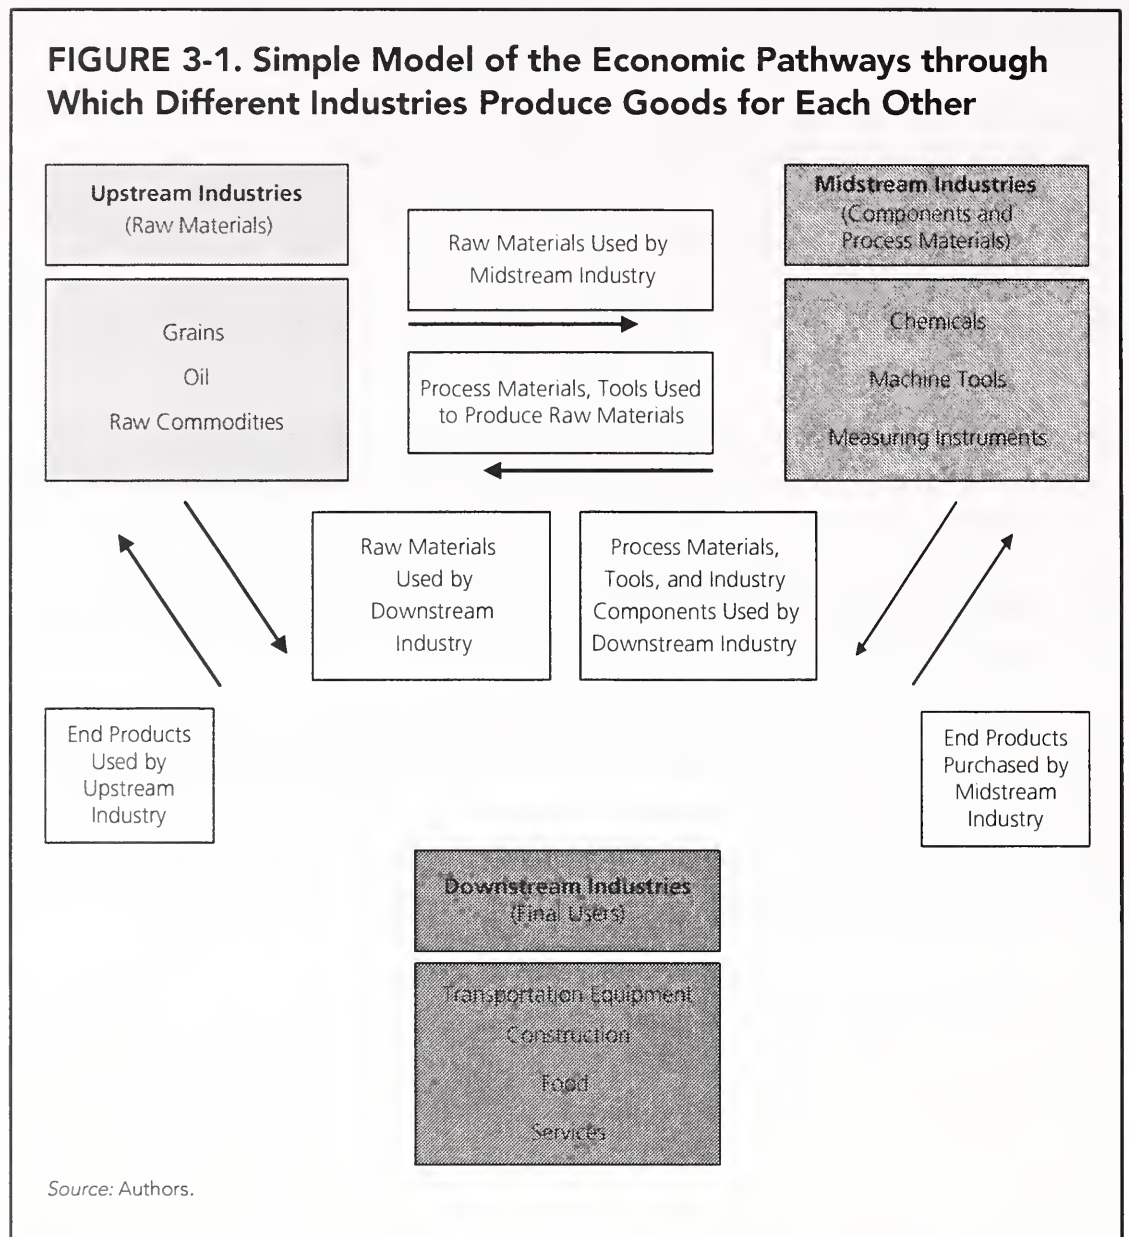 FIGURE 3-1. Simple Model of the Economic Pathways through
Which Different Industries Produce Goods for Each Other
Upstream Industries
(Raw Materials)
Grains
Oil
Raw Commodities
Raw Materials Used by
Midstream Industry
Process Materials, Tools Used
to Produce Raw Materials
Midstream Industries
(Components and
Process Materials)
Chemicals
Machine Tools
Measuring Instruments
Raw Materials
Used by
Downstream
Industry
Process Materials,
Tools, and Industry
Components Used by
Downstream Industry
End Products
Used by
Upstream
Industry
End Products
Purchased by
Midstream
Industry
Downstream Industries
(Final Users)
Transportation Equipment
Construction
Food
Services
Source: Authors.